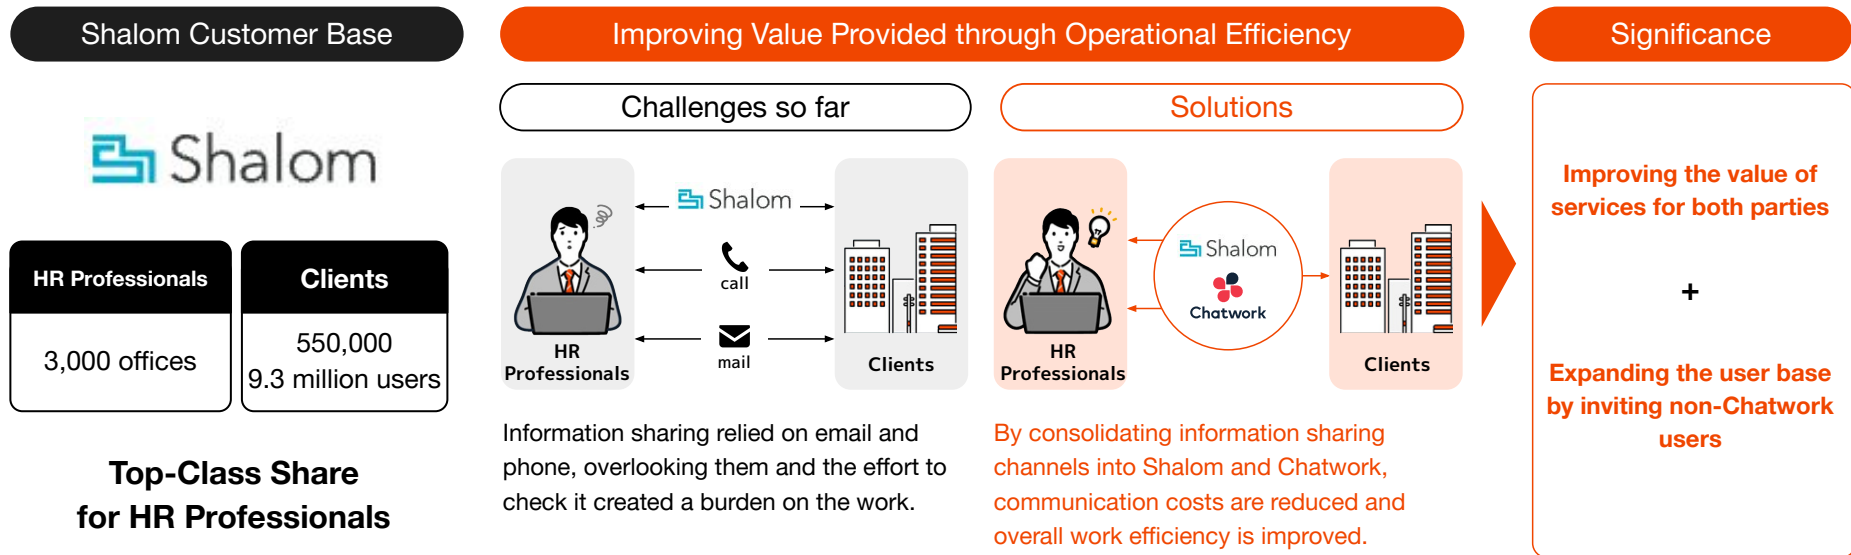 Shalom Customer Base
Shalom
HR Professionals
Clients
3,000 offices
550,000
9.3 million users
Top-Class Share
for HR Professionals
Improving Value Provided through Operational Efficiency
Challenges so far
Shalom
call
mail
HR
Professionals
Clients
Information sharing relied on email and
phone, overlooking them and the effort to
check it created a burden on the work.
Solutions
Shalom
Chatwork
HR
Professionals
Clients
By consolidating information sharing
channels into Shalom and Chatwork,
communication costs are reduced and
overall work efficiency is improved.
Significance
Improving the value of
services for both parties
+
Expanding the user base
by inviting non-Chatwork
users